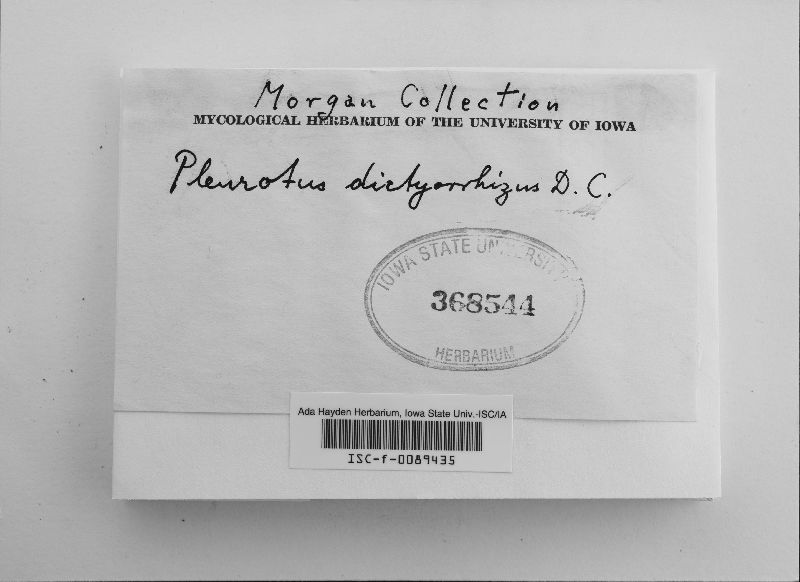 Morgan Collection
MYCOLOGICAL HERBARIUM OF THE UNIVERSITY OF IOWA
Pleurotus dictyorrhizus D. C.
IOWA STATE UNIVERSITY
368544
HERBARIUM
Ada Hayden Herbarium, Iowa State Univ.-ISC/IA
ISC-f-0089435